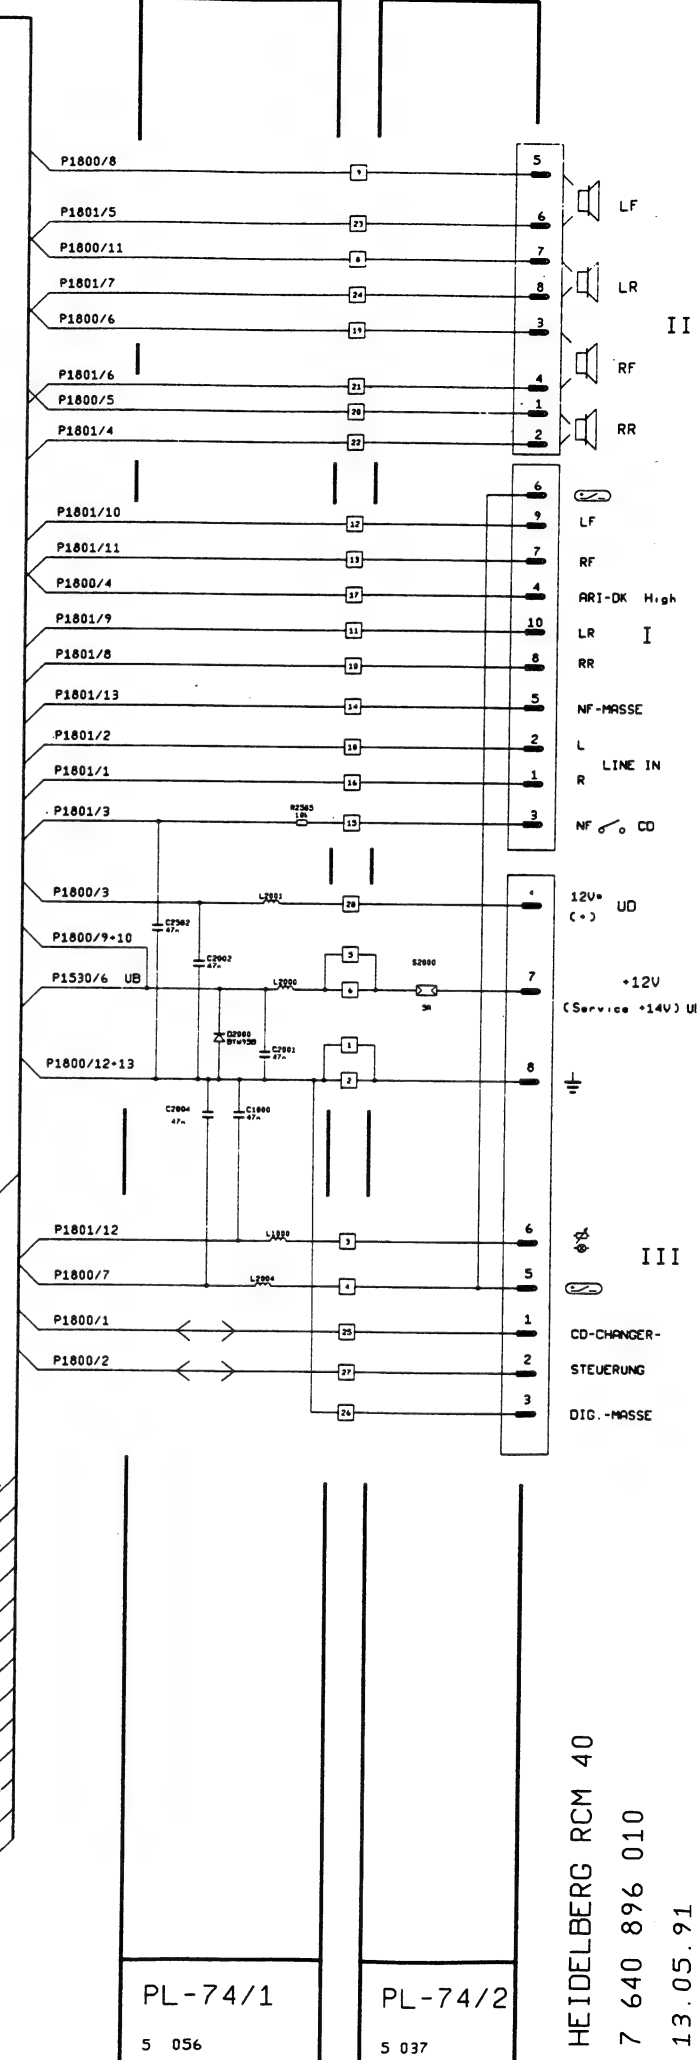 P1800/8 9 5
P1801/5 23 6 LF
P1800/11 8 7
P1801/7 24 8 LR
P1800/6 19 3 II
P1801/6 21 4 RF
P1800/5 20 1
P1801/4 22 2 RR
6
P1801/10 12 9 LF
P1801/11 13 7 RF
P1800/4 17 4 ARI-DK High
P1801/9 11 10 LR I
P1801/8 10 8 RR
P1801/13 14 5 NF-MASSE
P1801/2 18 2 L
LINE IN
P1801/1 16 1 R
R2565
10k
P1801/3 15 3 NF CD
P1800/3 L2001 28 4 12V= UD
(+)
C2502
47n
P1800/9+10
C2002
47n
5 S2000
P1530/6 UB L2000 6 7 +12V
5A
(Service +14V) UB
D2000
BTW95B
C2001
47n
1
P1800/12+13 2 8
C2004
47n
C1000
47n
P1801/12 L1000 3 6
III
P1800/7 L2004 4 5
P1800/1 25 1 CD-CHANGER-
P1800/2 27 2 STEUERUNG
26 3 DIG.-MASSE
PL-74/1
5 056
PL-74/2
5 037
HEIDELBERG RCM 40
7 640 896 010
13.05.91